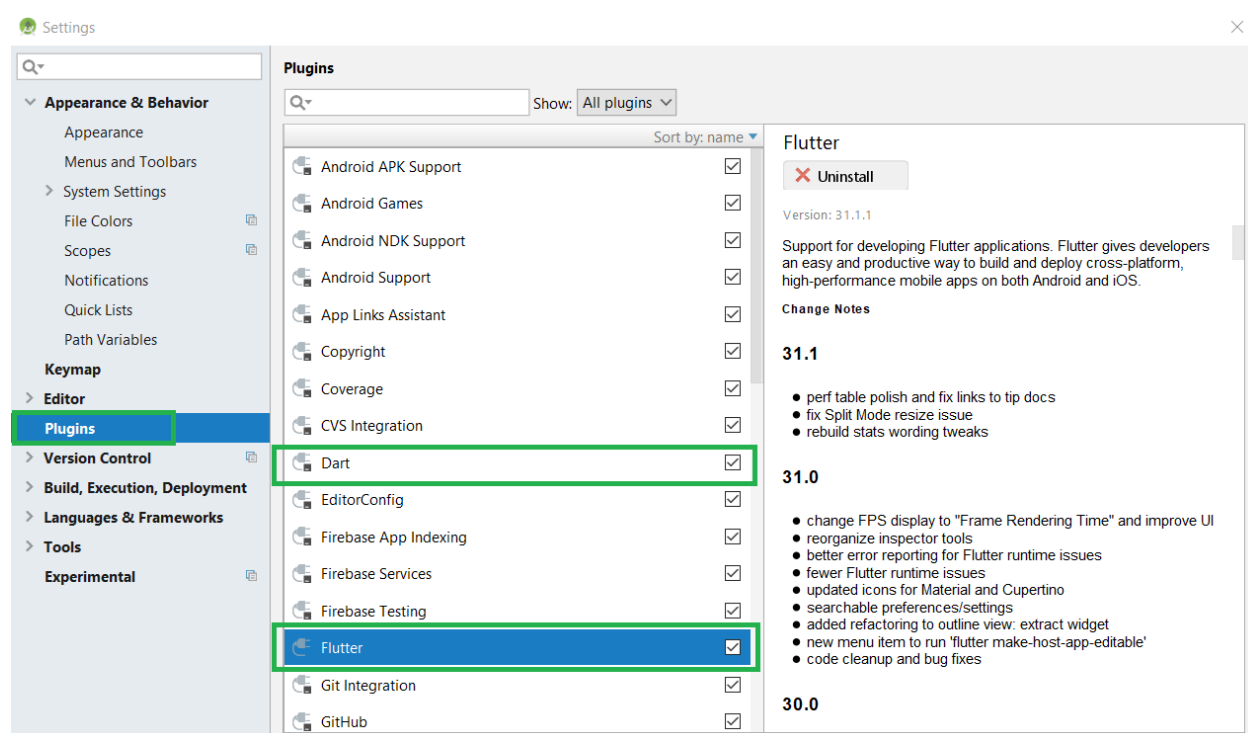 Settings
Appearance & Behavior
Appearance
Menus and Toolbars
System Settings
File Colors
Scopes
Notifications
Quick Lists
Path Variables
Keymap
Editor
Plugins
Version Control
Build, Execution, Deployment
Languages & Frameworks
Tools
Experimental
Plugins
Show: All plugins
Sort by: name
Android APK Support
Android Games
Android NDK Support
Android Support
App Links Assistant
Copyright
Coverage
CVS Integration
Dart
EditorConfig
Firebase App Indexing
Firebase Services
Firebase Testing
Flutter
Git Integration
GitHub
Flutter
Uninstall
Version: 31.1.1
Support for developing Flutter applications. Flutter gives developers
an easy and productive way to build and deploy cross-platform,
high-performance mobile apps on both Android and iOS.
Change Notes
31.1
● perf table polish and fix links to tip docs
● fix Split Mode resize issue
● rebuild stats wording tweaks
31.0
● change FPS display to "Frame Rendering Time" and improve UI
● reorganize inspector tools
● better error reporting for Flutter runtime issues
● fewer Flutter runtime issues
● updated icons for Material and Cupertino
● searchable preferences/settings
● added refactoring to outline view: extract widget
● new menu item to run 'flutter make-host-app-editable'
● code cleanup and bug fixes
30.0